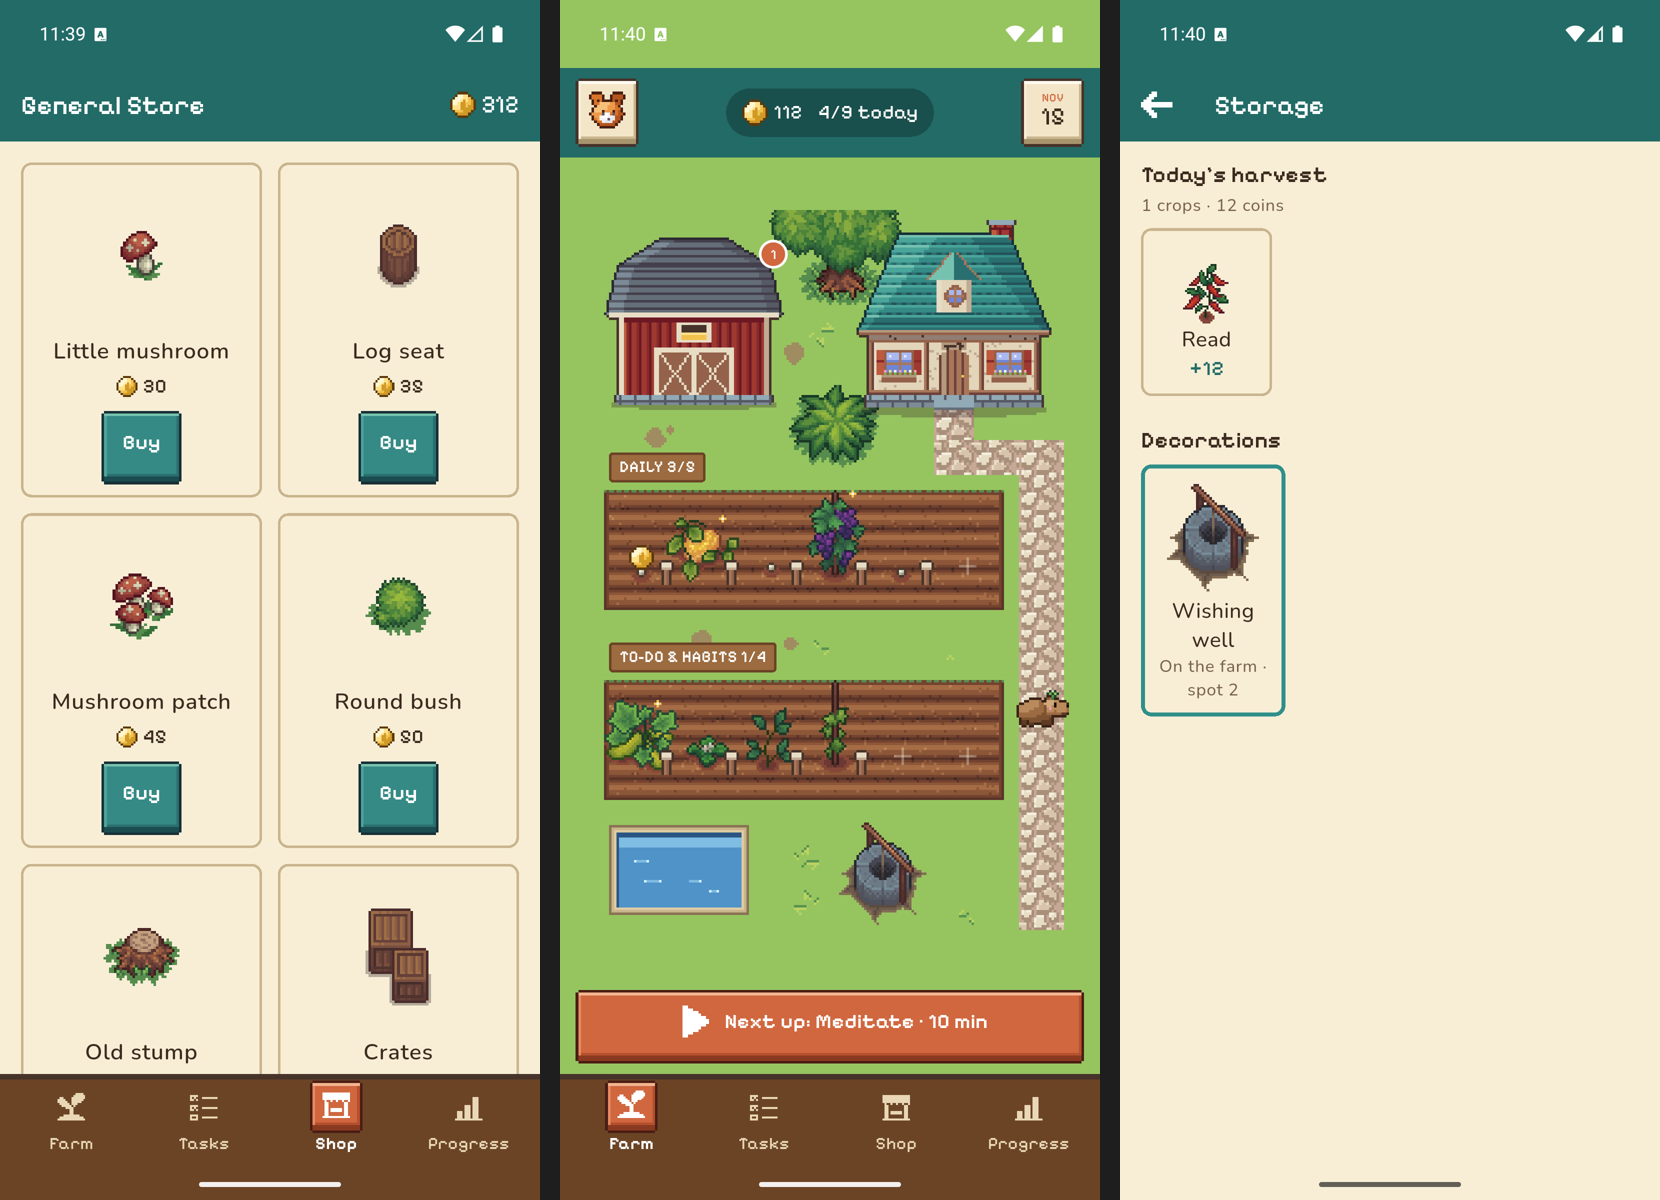 11:39 A
General Store
312
Little mushroom
30
Buy
Log seat
35
Buy
Mushroom patch
45
Buy
Round bush
50
Buy
Old stump
Crates
Farm
Tasks
Shop
Progress
11:40 A
112 4/9 today
NOV
15
1
DAILY 3/5
TO-DO & HABITS 1/4
Next up: Meditate · 10 min
Farm
Tasks
Shop
Progress
11:40 A
Storage
Today's harvest
1 crops · 12 coins
Read
+12
Decorations
Wishing
well
On the farm ·
spot 2